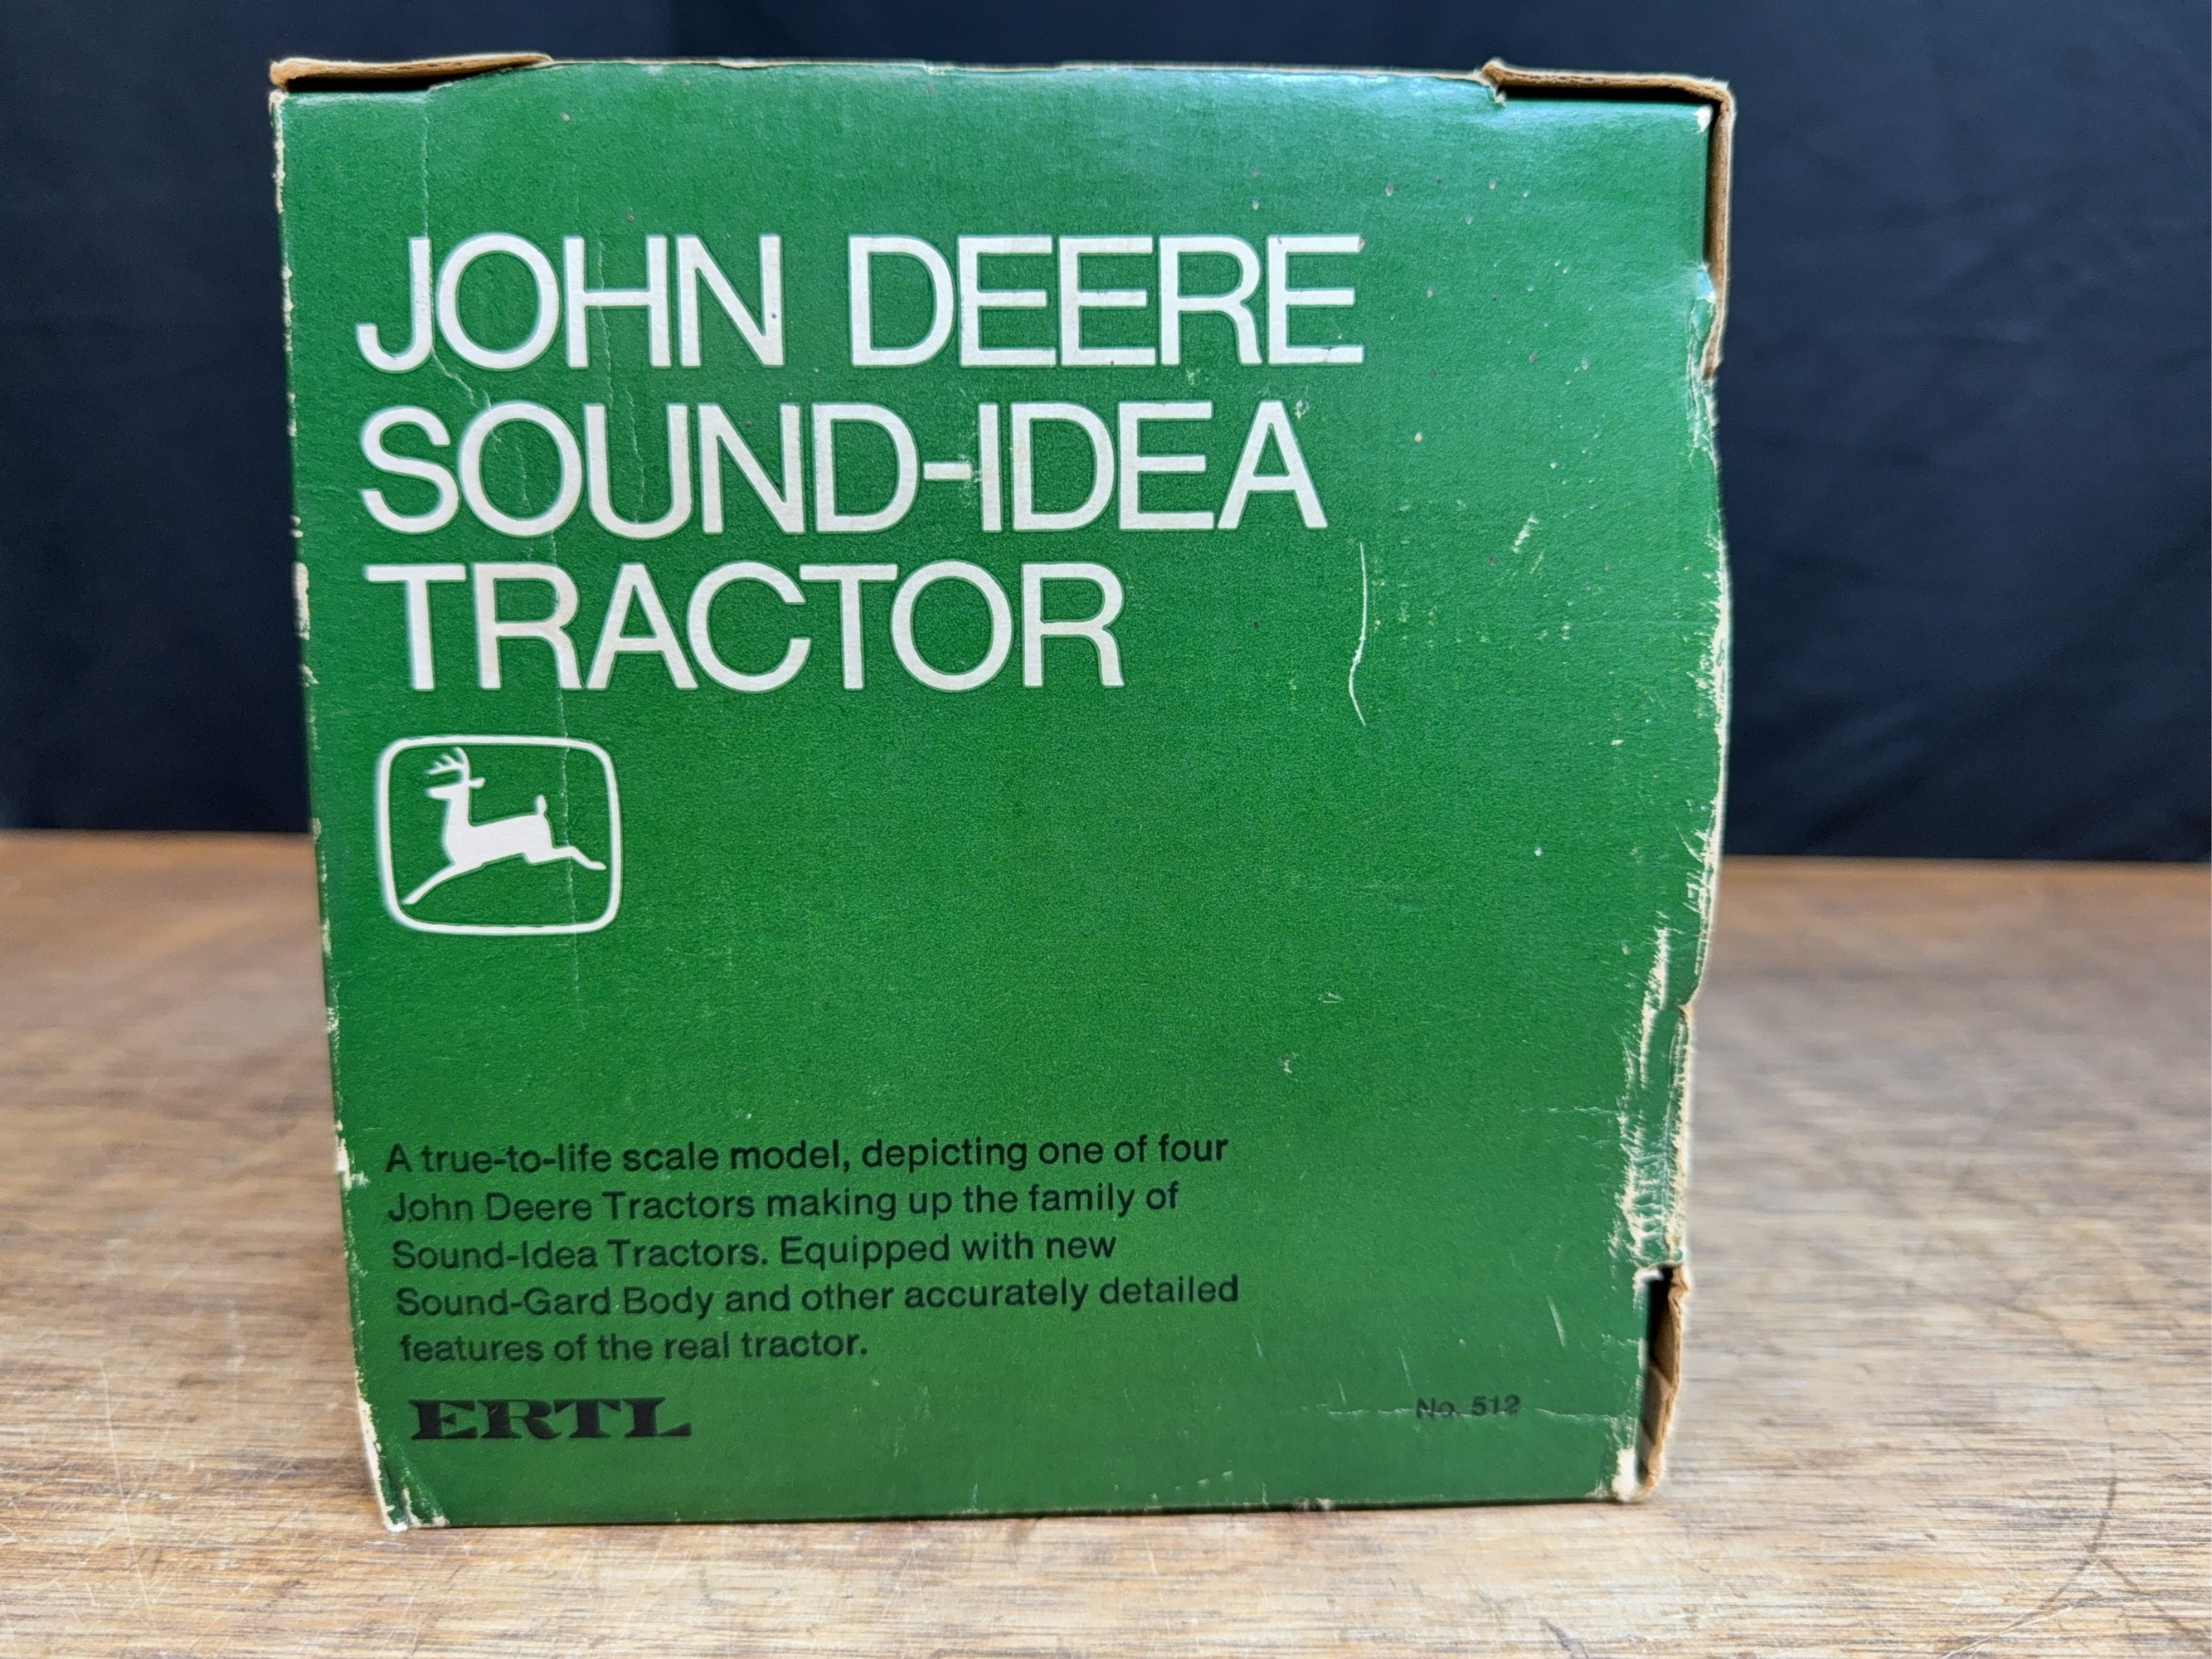 JOHN DEERE
SOUND-IDEA
TRACTOR
A true-to-life scale model, depicting one of four
John Deere Tractors making up the family of
Sound-Idea Tractors. Equipped with new
Sound-Gard Body and other accurately detailed
features of the real tractor.
ERTL
No. 512